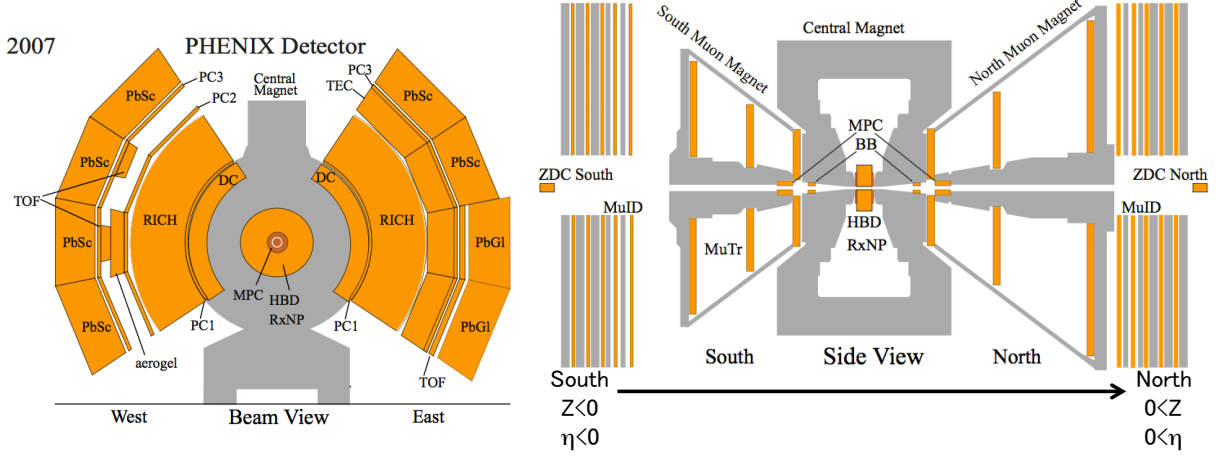 2007
PHENIX Detector
Central
Magnet
PC3
TEC
PC3
PC2
PbSc
PbSc
PbSc
PbSc
TOF
RICH
DC
DC
RICH
PbSc
PbSc
PbGl
PbGl
MPC
HBD
RxNP
PC1
PC1
aerogel
TOF
West
Beam View
East
South Muon Magnet
Central Magnet
North Muon Magnet
MPC
BB
ZDC South
ZDC North
MuID
MuID
HBD
RxNP
MuTr
South
Side View
North
South
Z<0
η<0
North
0<Z
0<η